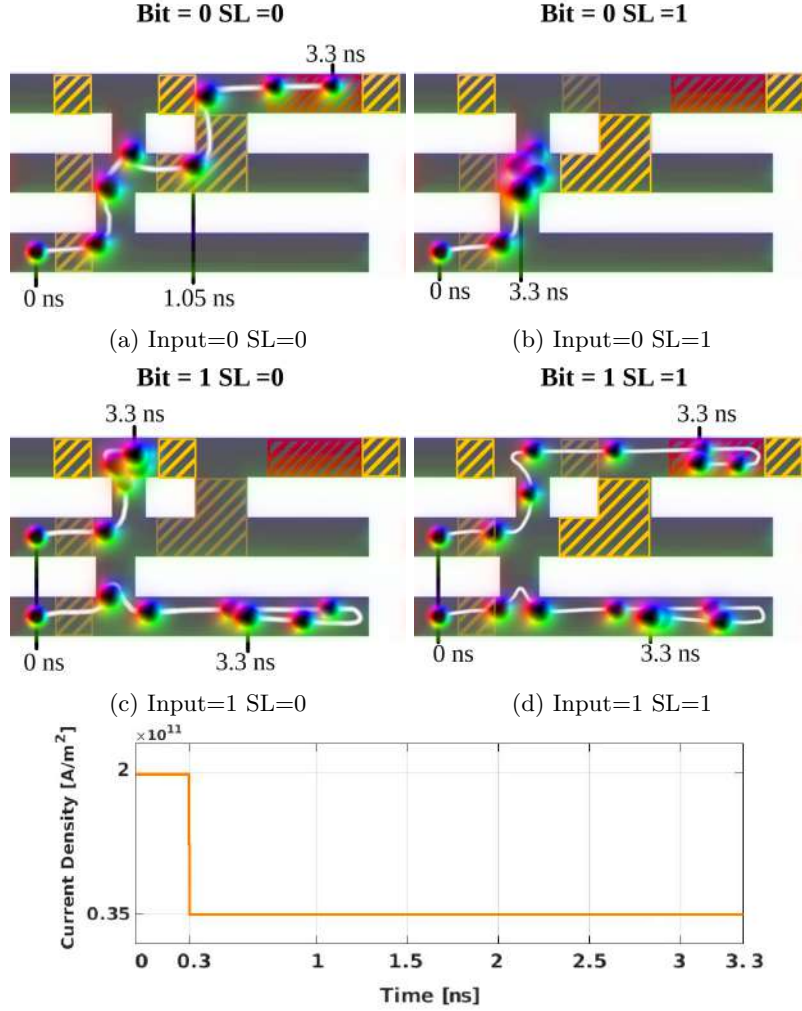 Bit = 0 SL =0
Bit = 0 SL =1
3.3 ns
0 ns
1.05 ns
0 ns
3.3 ns
(a) Input=0 SL=0
(b) Input=0 SL=1
Bit = 1 SL =0
Bit = 1 SL =1
3.3 ns
3.3 ns
0 ns
3.3 ns
0 ns
3.3 ns
(c) Input=1 SL=0
(d) Input=1 SL=1
×10¹¹
Current Density [A/m²]
2
0.35
0 0.3 1 1.5 2 2.5 3 3.3
Time [ns]